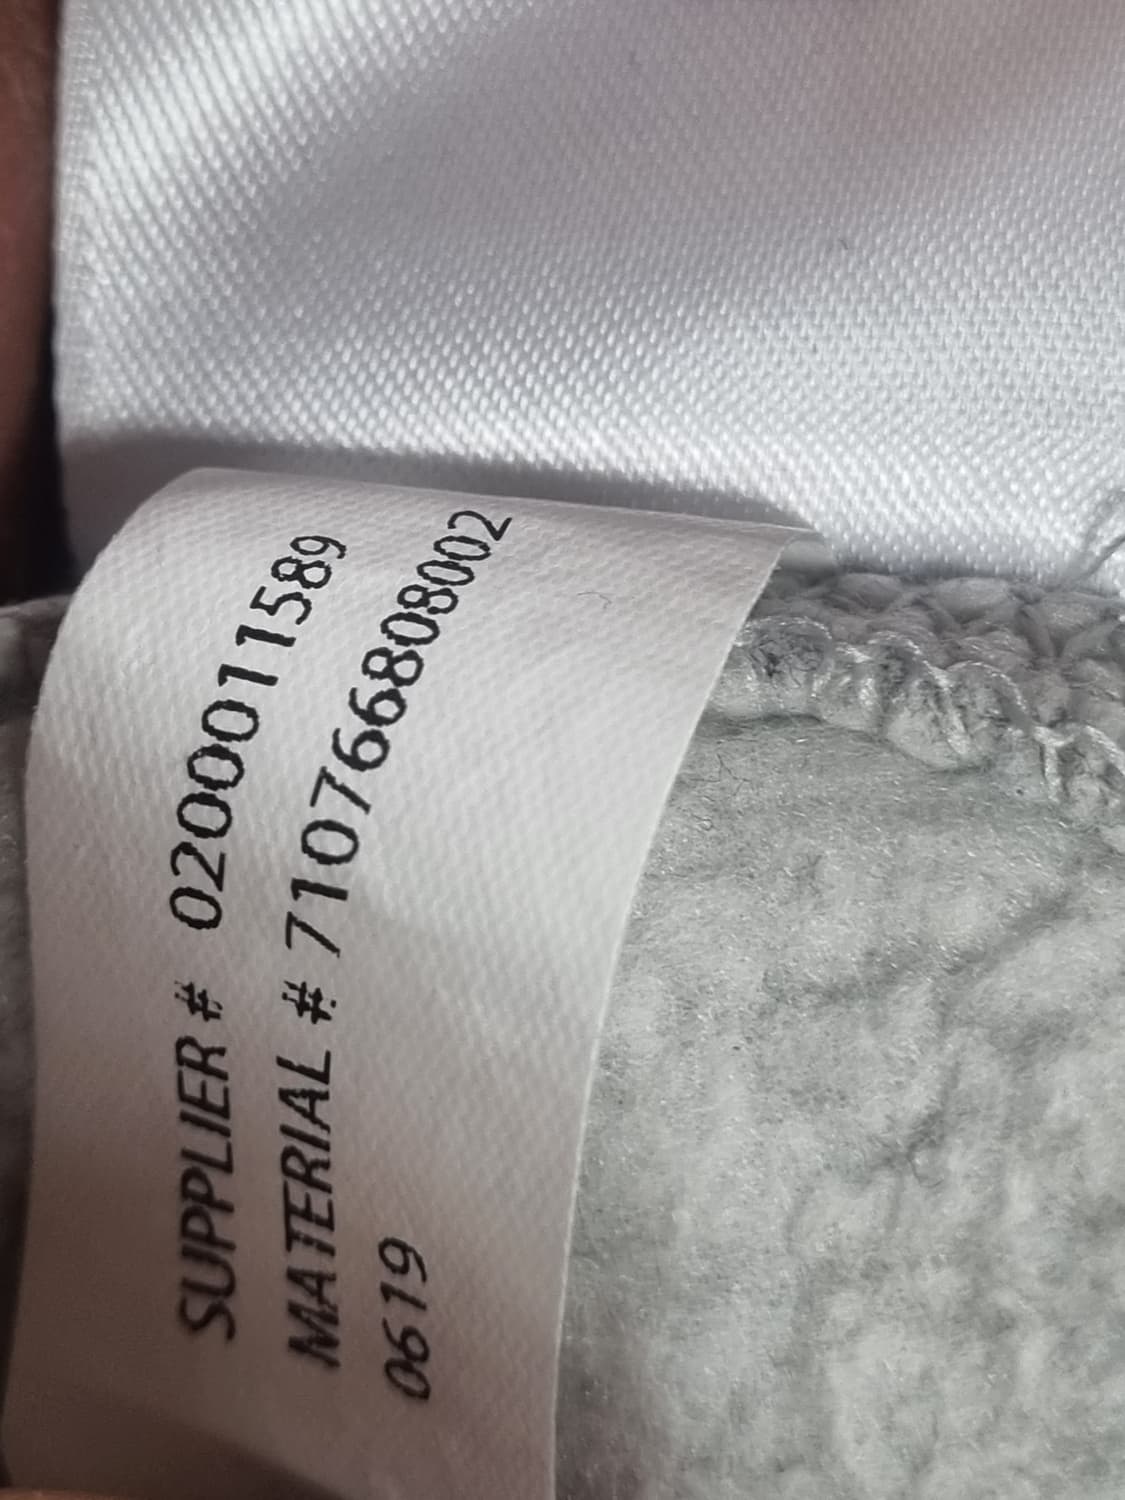 SUPPLIER # 0200011589
MATERIAL # 710766808002
0619